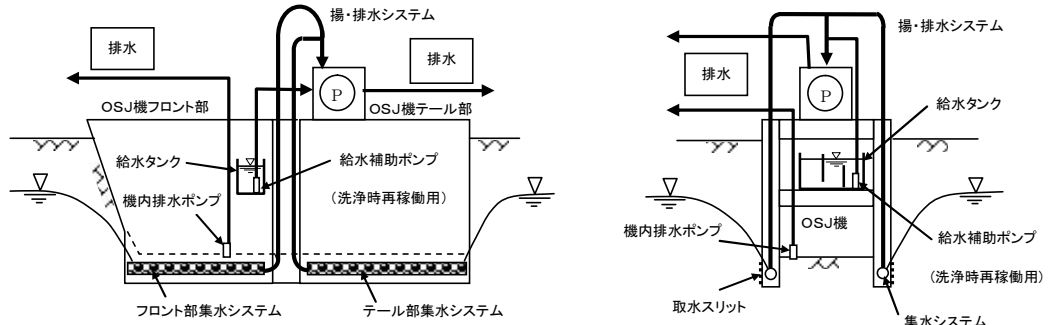 揚・排水システム
排水
排水
P
OSJ機フロント部
OSJ機テール部
給水タンク
給水補助ポンプ
(洗浄時再稼働用)
機内排水ポンプ
フロント部集水システム
テール部集水システム
揚・排水システム
排水
P
給水タンク
OSJ機
機内排水ポンプ
給水補助ポンプ
(洗浄時再稼働用)
取水スリット
集水システム